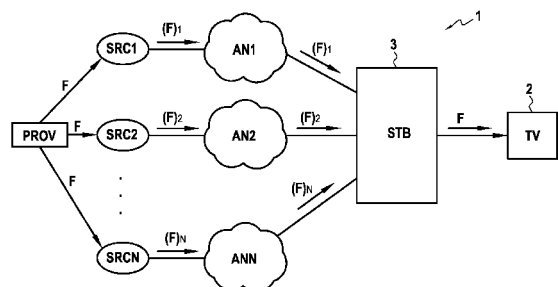 1
SRC1 (F)1 AN1 (F)1 3
F
2
PROV F SRC2 (F)2 AN2 (F)2 STB F TV
F
(F)N
SRCN (F)N ANN